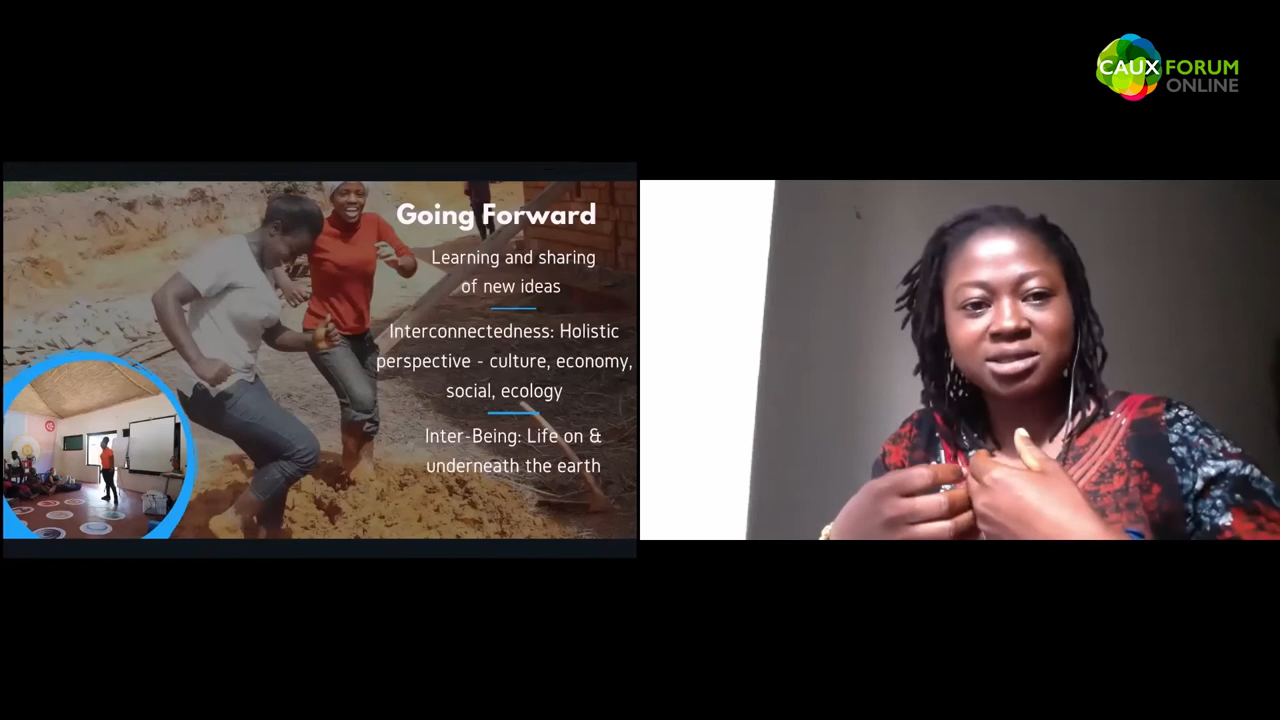 CAUX FORUM
ONLINE
Going Forward
Learning and sharing
of new ideas
Interconnectedness: Holistic
perspective - culture, economy,
social, ecology
Inter-Being: Life on &
underneath the earth